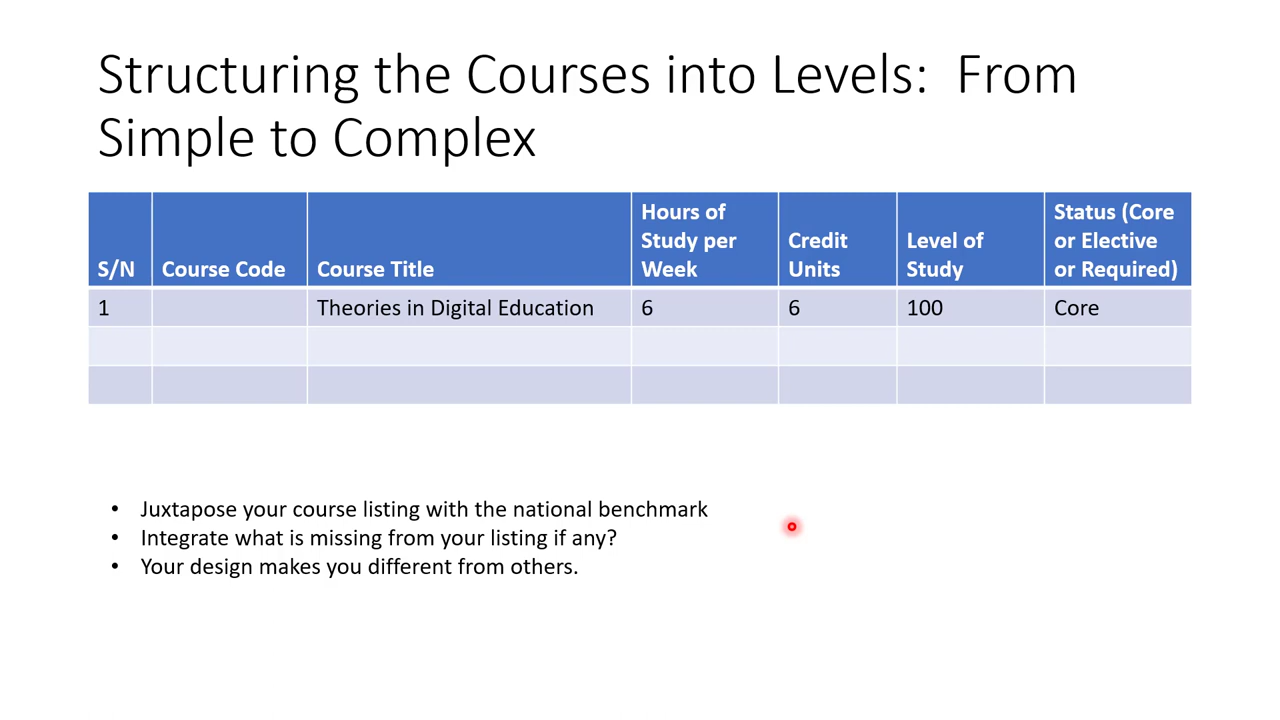 Structuring the Courses into Levels:  From
Simple to Complex
S/N
Course Code
Course Title
Hours of
Study per
Week
Credit
Units
Level of
Study
Status (Core
or Elective
or Required)
1
Theories in Digital Education
6
6
100
Core
• Juxtapose your course listing with the national benchmark
• Integrate what is missing from your listing if any?
• Your design makes you different from others.